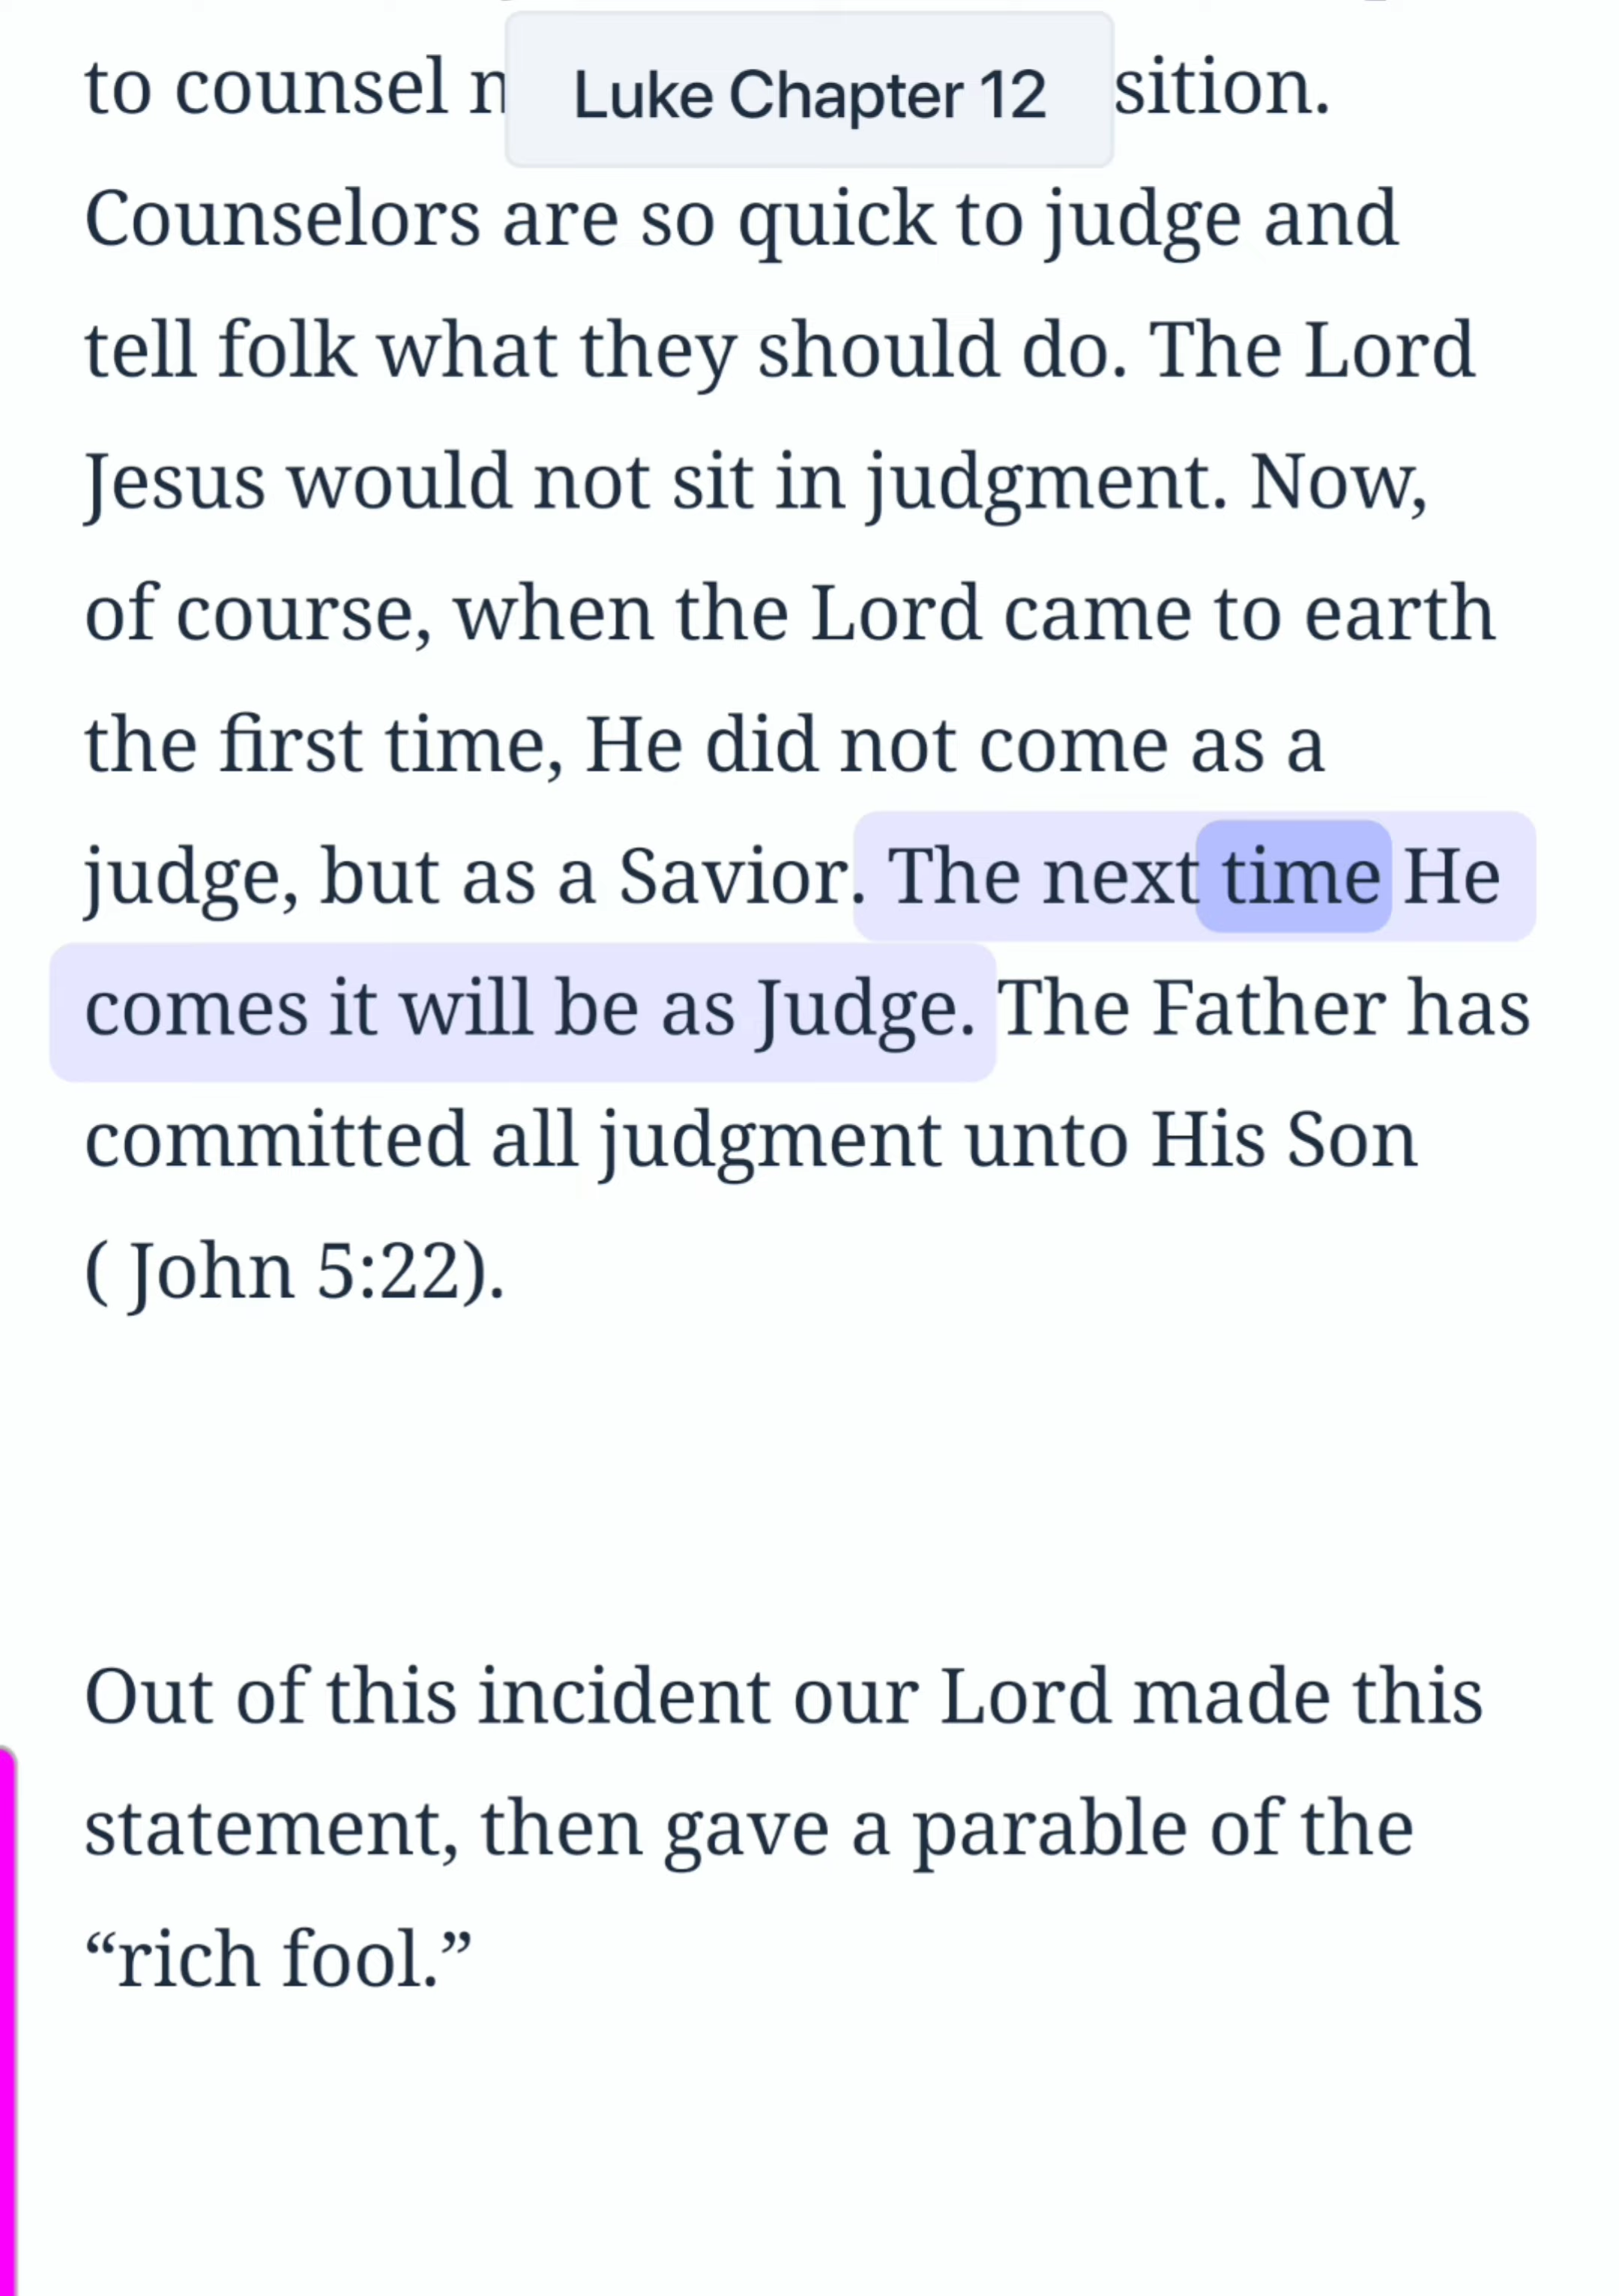 to counsel
Luke Chapter 12
sition.
Counselors are so quick to judge and
tell folk what they should do. The Lord
Jesus would not sit in judgment. Now,
of course, when the Lord came to earth
the first time, He did not come as a
judge, but as a Savior. The next time He
comes it will be as Judge. The Father has
committed all judgment unto His Son
( John 5:22).
Out of this incident our Lord made this
statement, then gave a parable of the
“rich fool.”